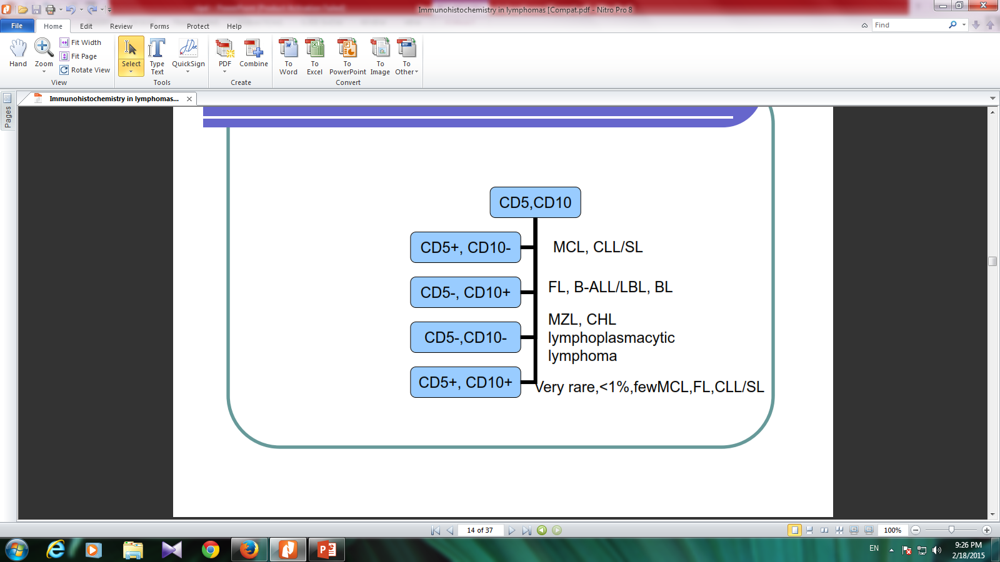 Immunohistochemistry in lymphomas [Compat.pdf - Nitro Pro 8
File Home Edit Review Forms Protect Help
Find
Hand
Zoom
Fit Width
Fit Page
Rotate View
View
Select
Type Text
QuickSign
Tools
PDF
Combine
Create
To Word
To Excel
To PowerPoint
To Image
To Other
Convert
Immunohistochemistry in lymphomas...
Pages
CD5,CD10
CD5+, CD10-
MCL, CLL/SL
CD5-, CD10+
FL, B-ALL/LBL, BL
CD5-,CD10-
MZL, CHL
lymphoplasmacytic
lymphoma
CD5+, CD10+
Very rare,<1%,fewMCL,FL,CLL/SL
14 of 37
100%
EN
9:26 PM
2/18/2015